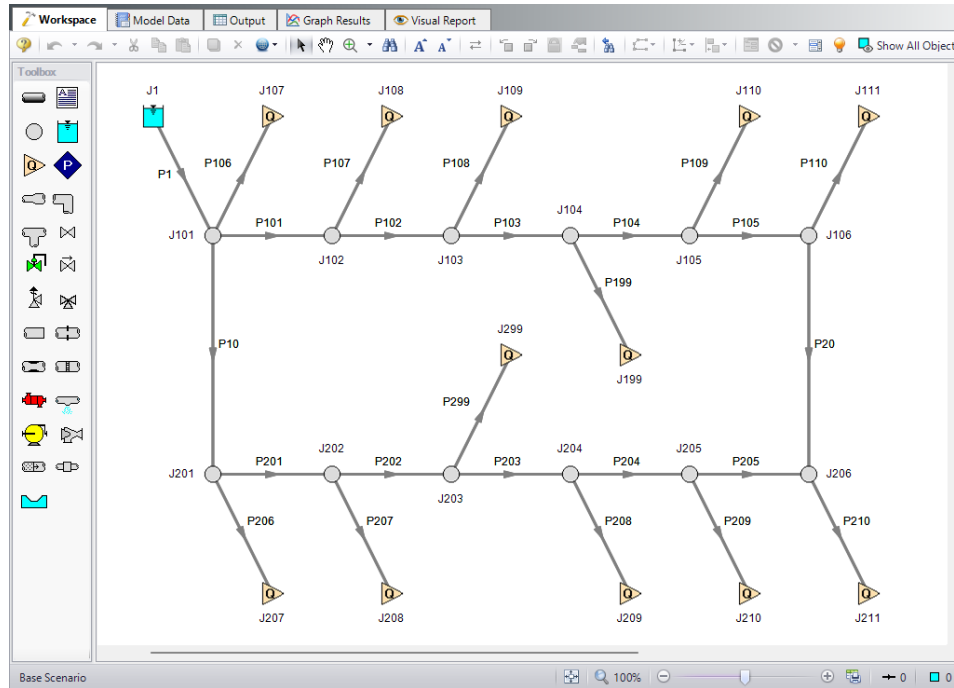 Workspace Model Data Output Graph Results Visual Report
A A Show All Object
Toolbox
A
Q P
J1 J107 J108 J109 J110 J111
Q Q Q Q Q
P1 P106 P107 P108 P109 P110
J104
J101 P101 P102 P103 P104 P105 J106
J102 J103 J105
P199
J299
P10 Q Q P20
J199
P299
J202 J204 J205
J201 P201 P202 P203 P204 P205 J206
J203
P206 P207 P208 P209 P210
Q Q Q Q Q
J207 J208 J209 J210 J211
Base Scenario 100% 0 0